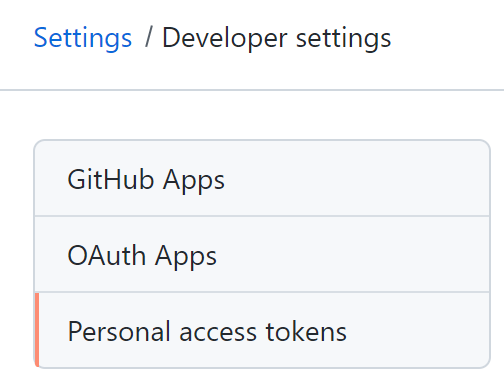 Settings / Developer settings
GitHub Apps
OAuth Apps
Personal access tokens